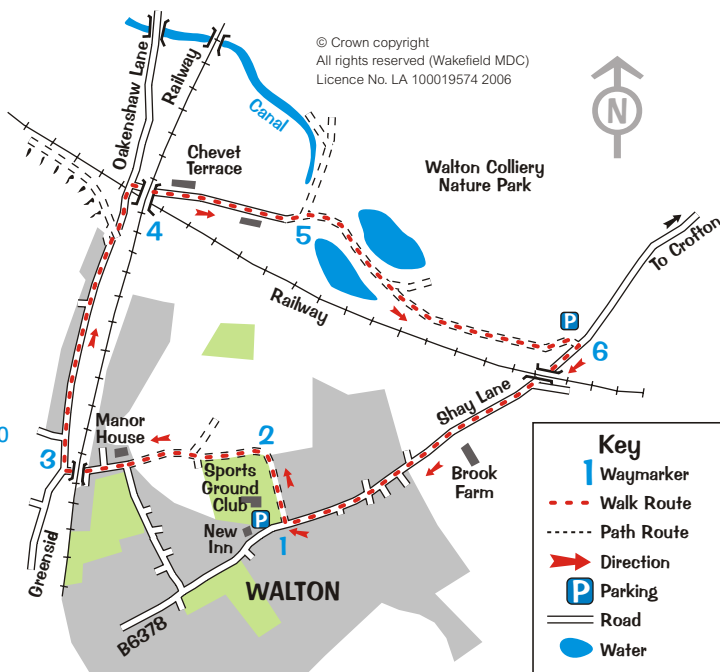 © Crown copyright
All rights reserved (Wakefield MDC)
Licence No. LA 100019574 2006
N
Oakenshaw Lane
Railway
Canal
Chevet
Terrace
Walton Colliery
Nature Park
4
5
To Crofton
Railway
P
6
Shay Lane
Manor
House
3
0
2
Sports
Ground
Club
P
New
Inn
1
Brook
Farm
Greensid
WALTON
B6378
Key
1 Waymarker
Walk Route
Path Route
Direction
P Parking
Road
Water